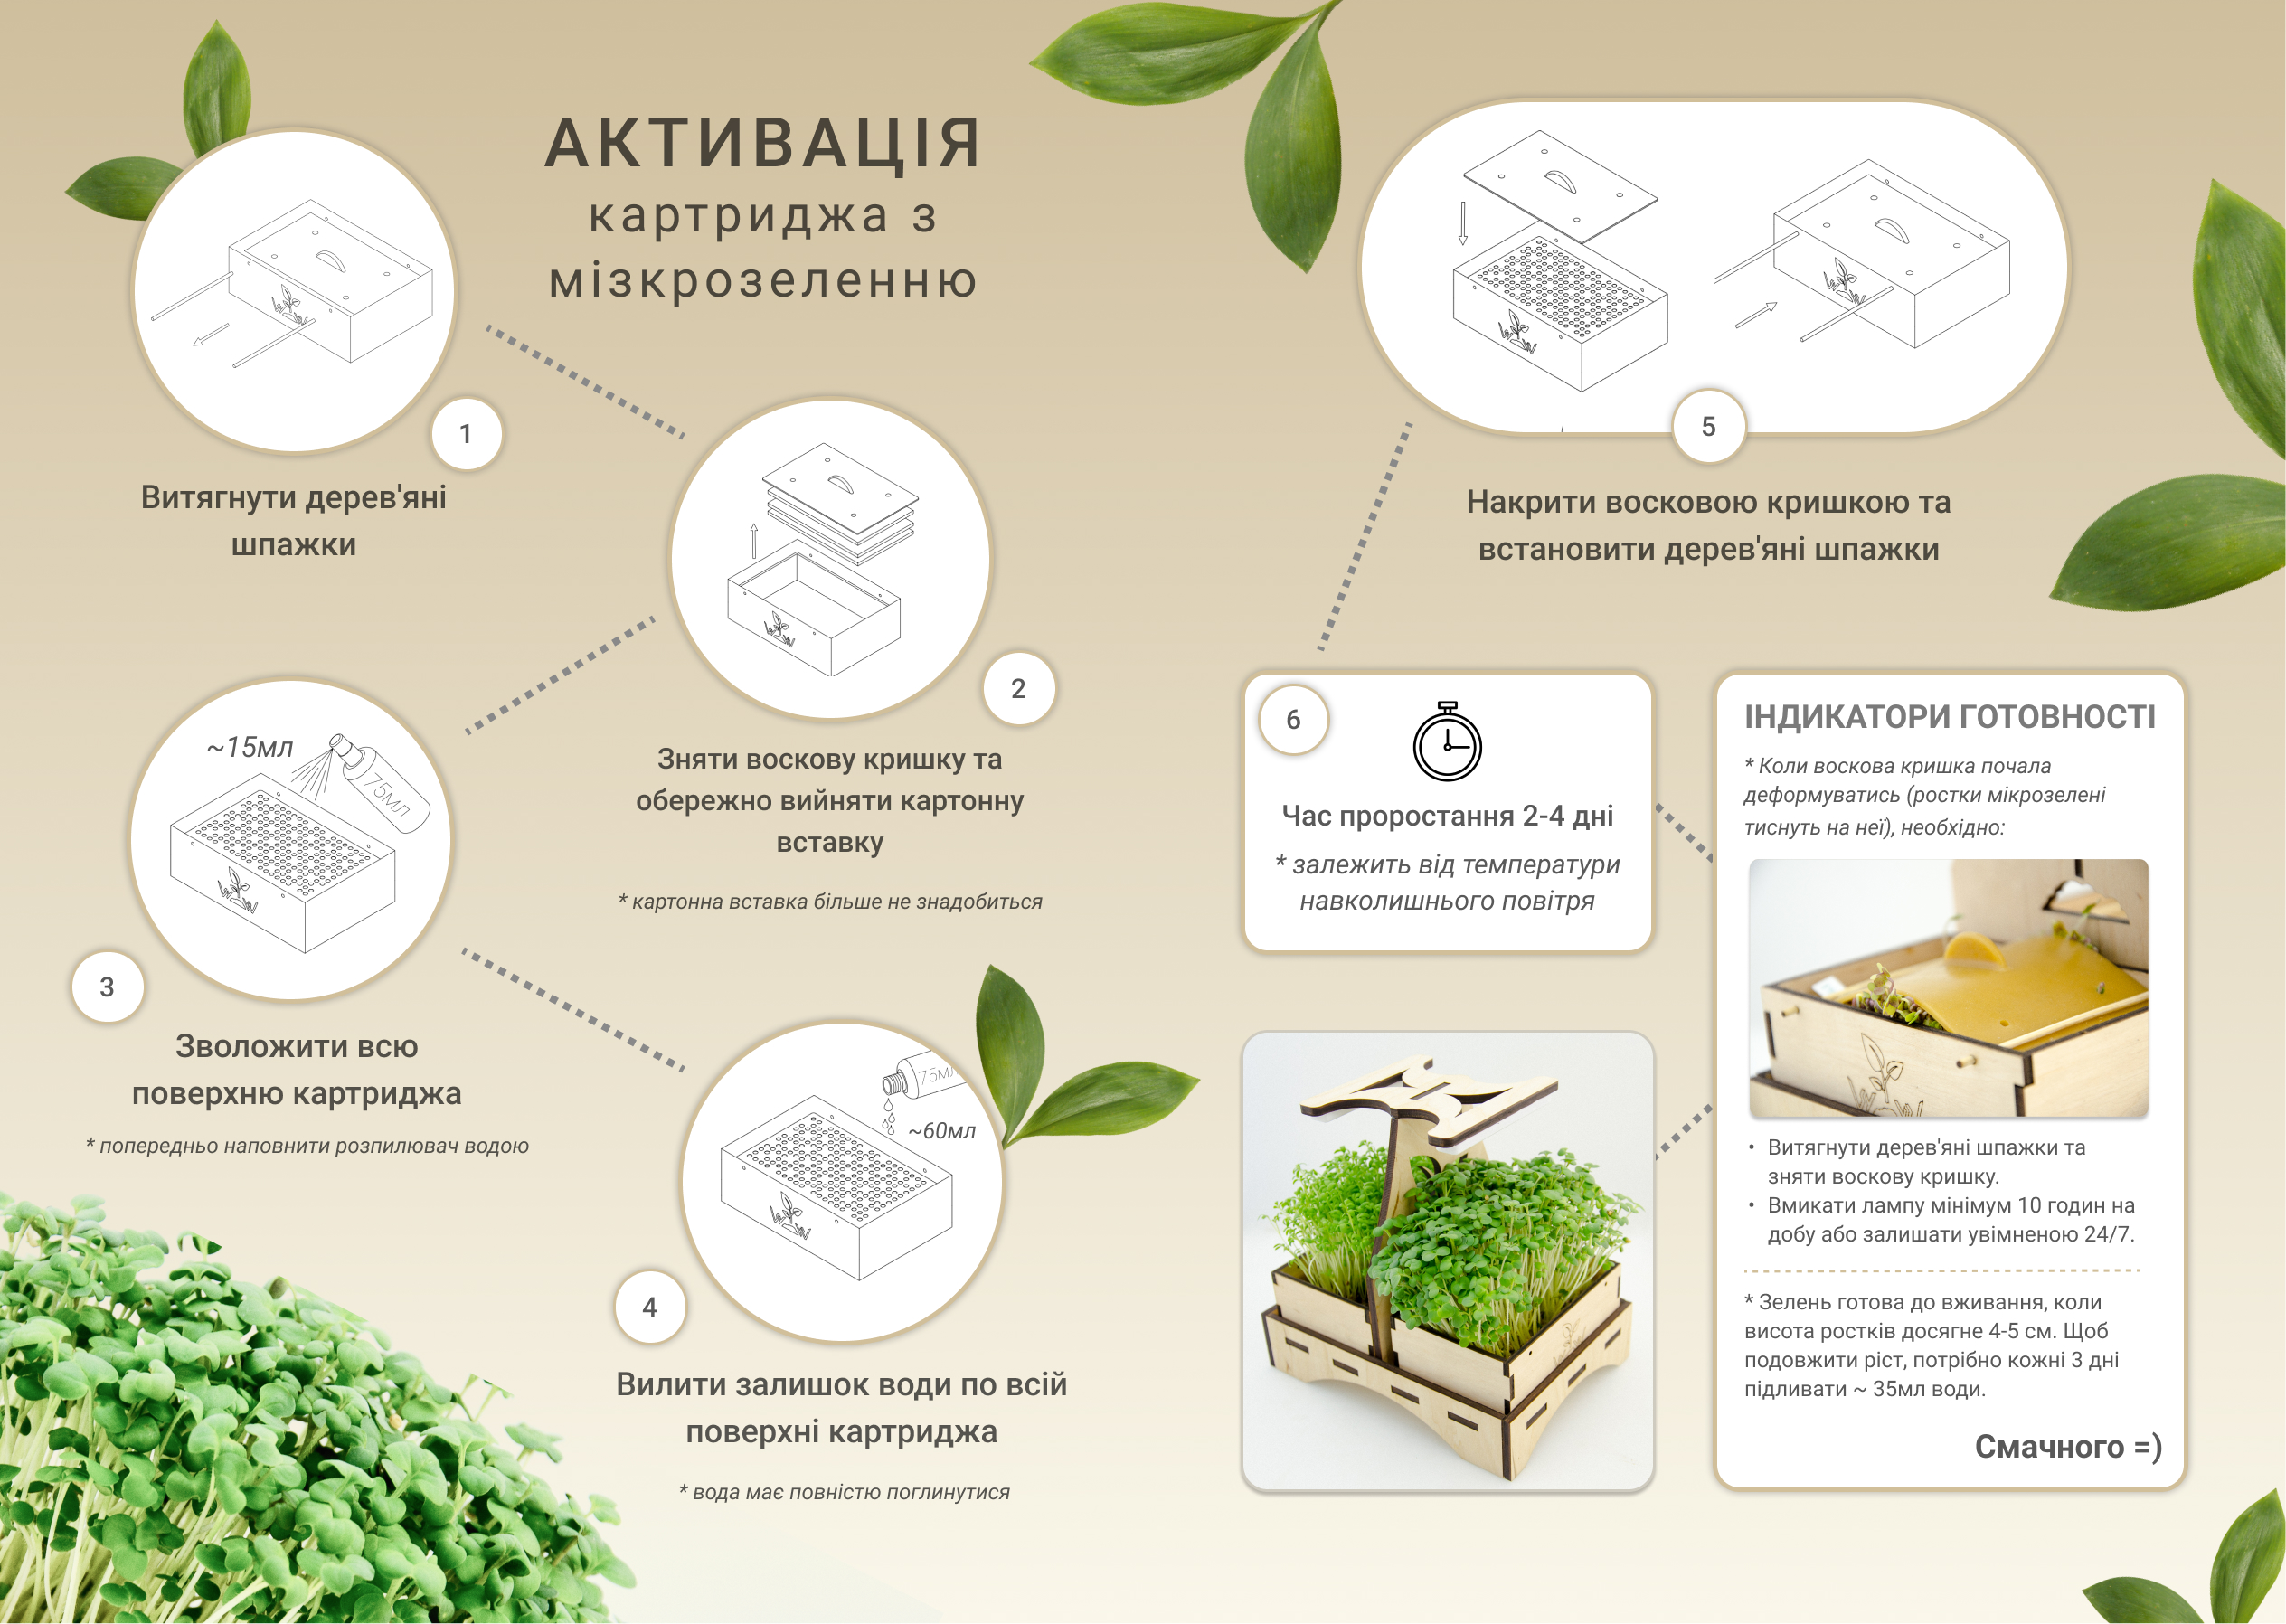 АКТИВАЦІЯ
картриджа з
мізкрозеленню
1
Витягнути дерев'яні
шпажки
2
Зняти воскову кришку та
обережно вийняти картонну
вставку
* картонна вставка більше не знадобиться
~15мл
75мл
3
Зволожити всю
поверхню картриджа
* попередньо наповнити розпилювач водою
75мл
~60мл
4
Вилити залишок води по всій
поверхні картриджа
* вода має повністю поглинутися
5
Накрити восковою кришкою та
встановити дерев'яні шпажки
6
Час проростання 2-4 дні
* залежить від температури
навколишнього повітря
ІНДИКАТОРИ ГОТОВНОСТІ
* Коли воскова кришка почала
деформуватись (ростки мікрозелені
тиснуть на неї), необхідно:
• Витягнути дерев'яні шпажки та
зняти воскову кришку.
• Вмикати лампу мінімум 10 годин на
добу або залишати увімненою 24/7.
* Зелень готова до вживання, коли
висота ростків досягне 4-5 см. Щоб
подовжити ріст, потрібно кожні 3 дні
підливати ~ 35мл води.
Смачного =)